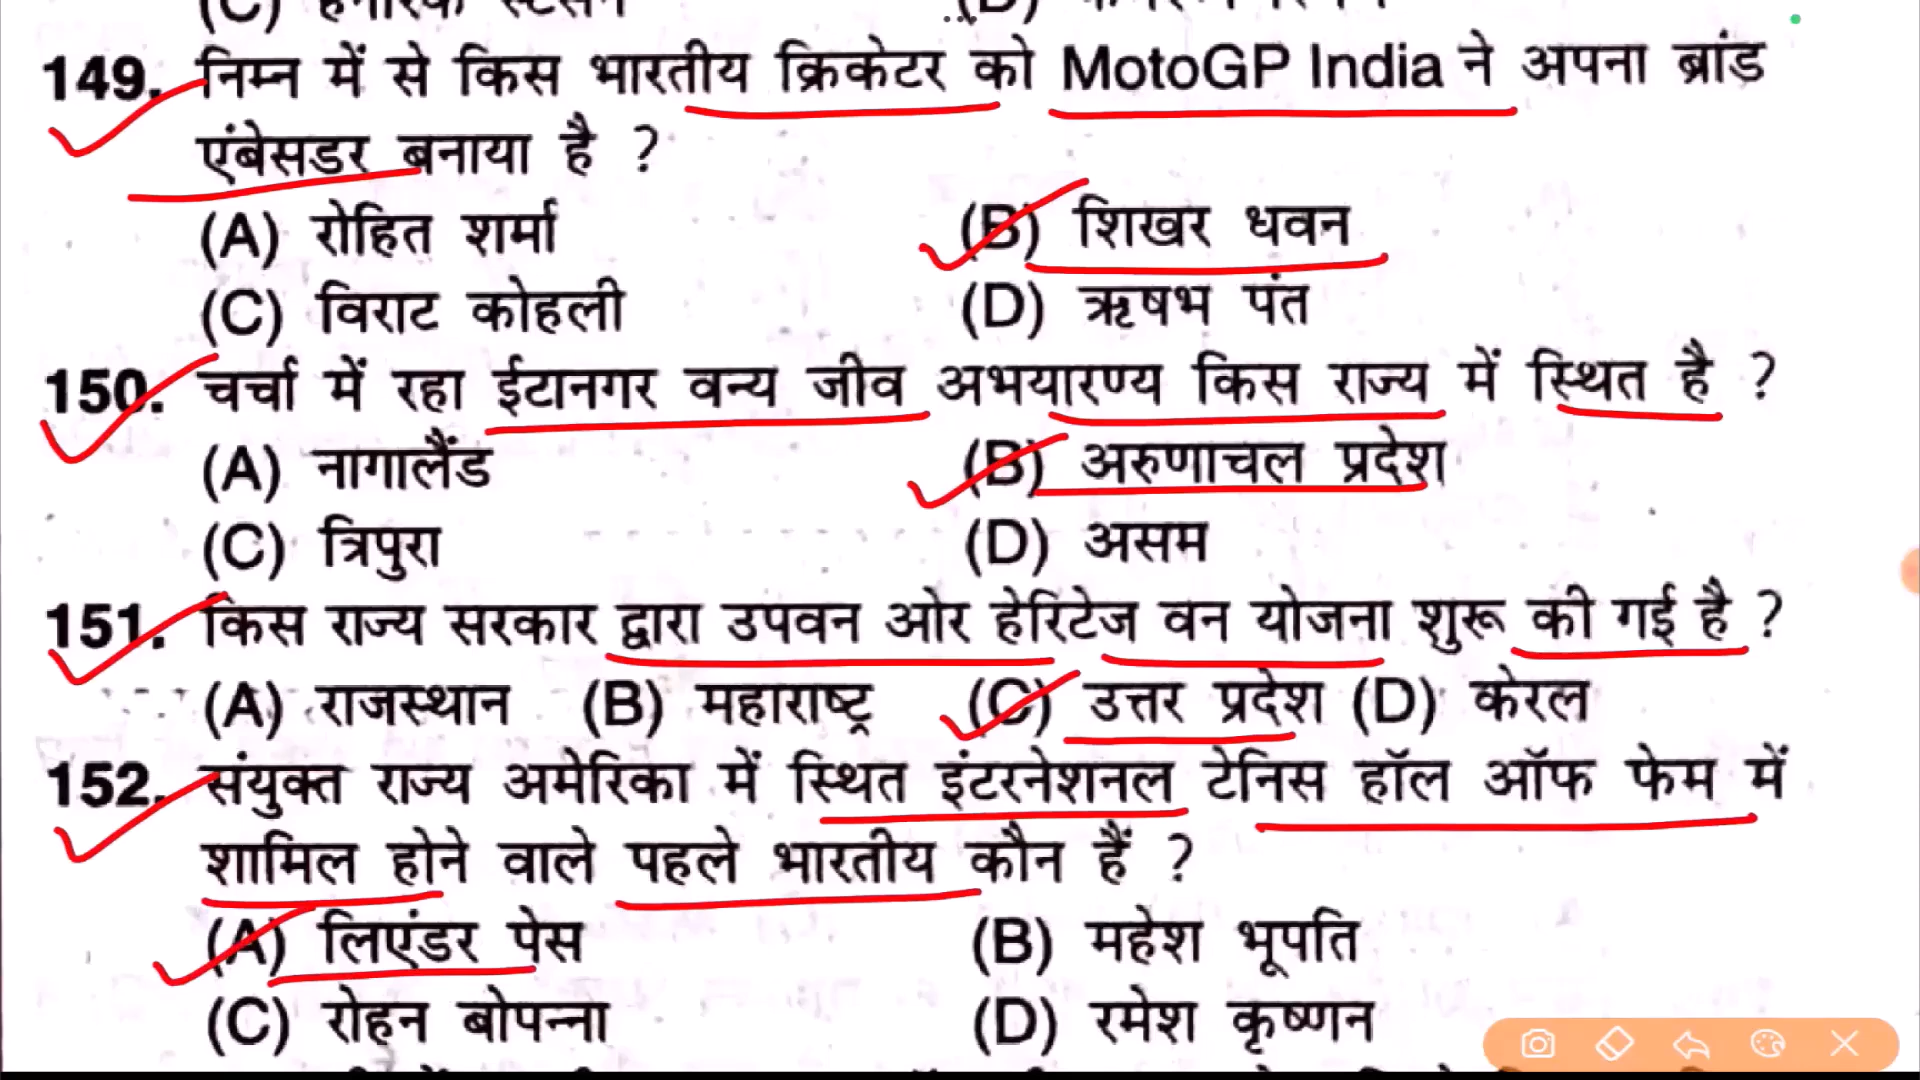 149. निम्न में से किस भारतीय क्रिकेटर को MotoGP India ने अपना ब्रांड
एंबेसडर बनाया है ?
(A) रोहित शर्मा (B) शिखर धवन
(C) विराट कोहली (D) ऋषभ पंत
150. चर्चा में रहा ईटानगर वन्य जीव अभयारण्य किस राज्य में स्थित है ?
(A) नागालैंड (B) अरुणाचल प्रदेश
(C) त्रिपुरा (D) असम
151. किस राज्य सरकार द्वारा उपवन ओर हेरिटेज वन योजना शुरू की गई है ?
(A) राजस्थान (B) महाराष्ट्र (C) उत्तर प्रदेश (D) केरल
152. संयुक्त राज्य अमेरिका में स्थित इंटरनेशनल टेनिस हॉल ऑफ फेम में
शामिल होने वाले पहले भारतीय कौन हैं ?
(A) लिएंडर पेस (B) महेश भूपति
(C) रोहन बोपन्ना (D) रमेश कृष्णन